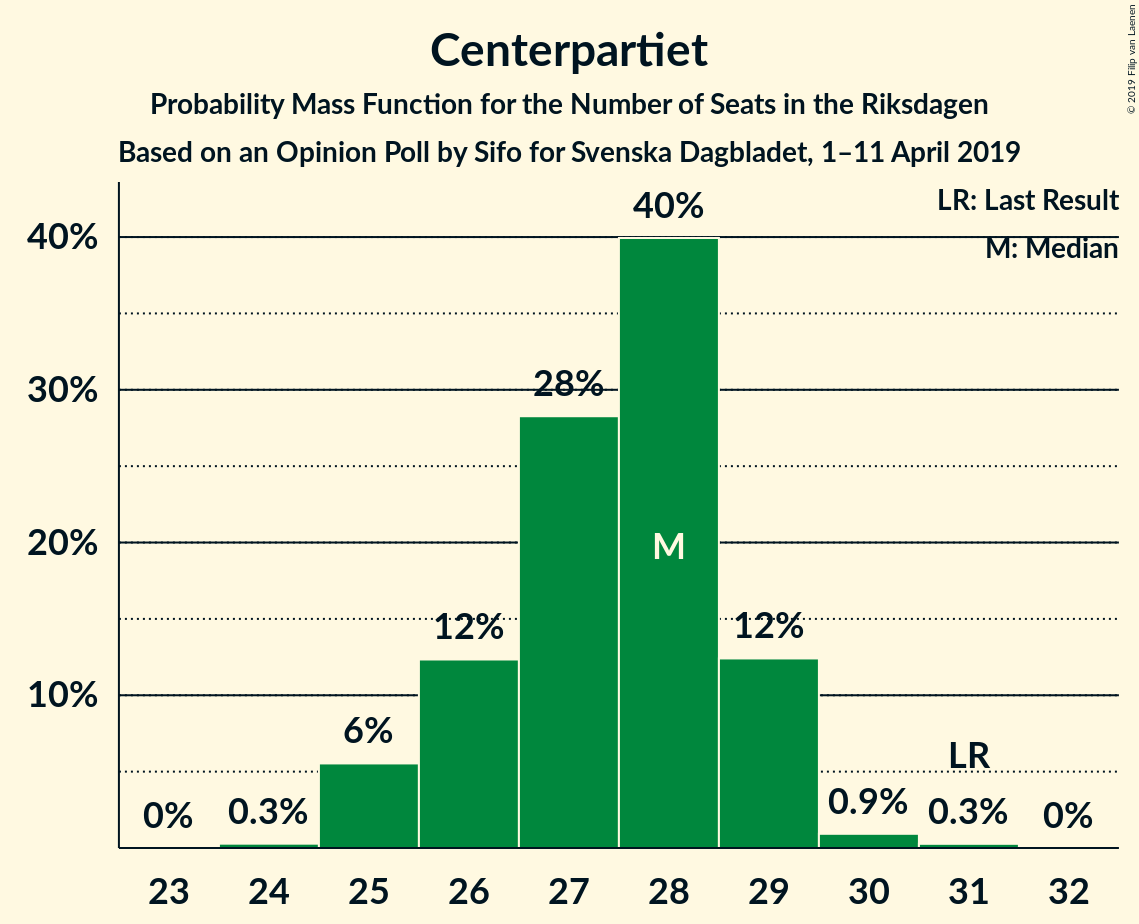 Centerpartiet
Probability Mass Function for the Number of Seats in the Riksdagen
Based on an Opinion Poll by Sifo for Svenska Dagbladet, 1–11 April 2019
© 2019 Filip van Laenen
LR: Last Result
M: Median
40%
30%
20%
10%
0%
0.3%
6%
12%
28%
40%
M
12%
0.9%
LR
0.3%
0%
23 24 25 26 27 28 29 30 31 32